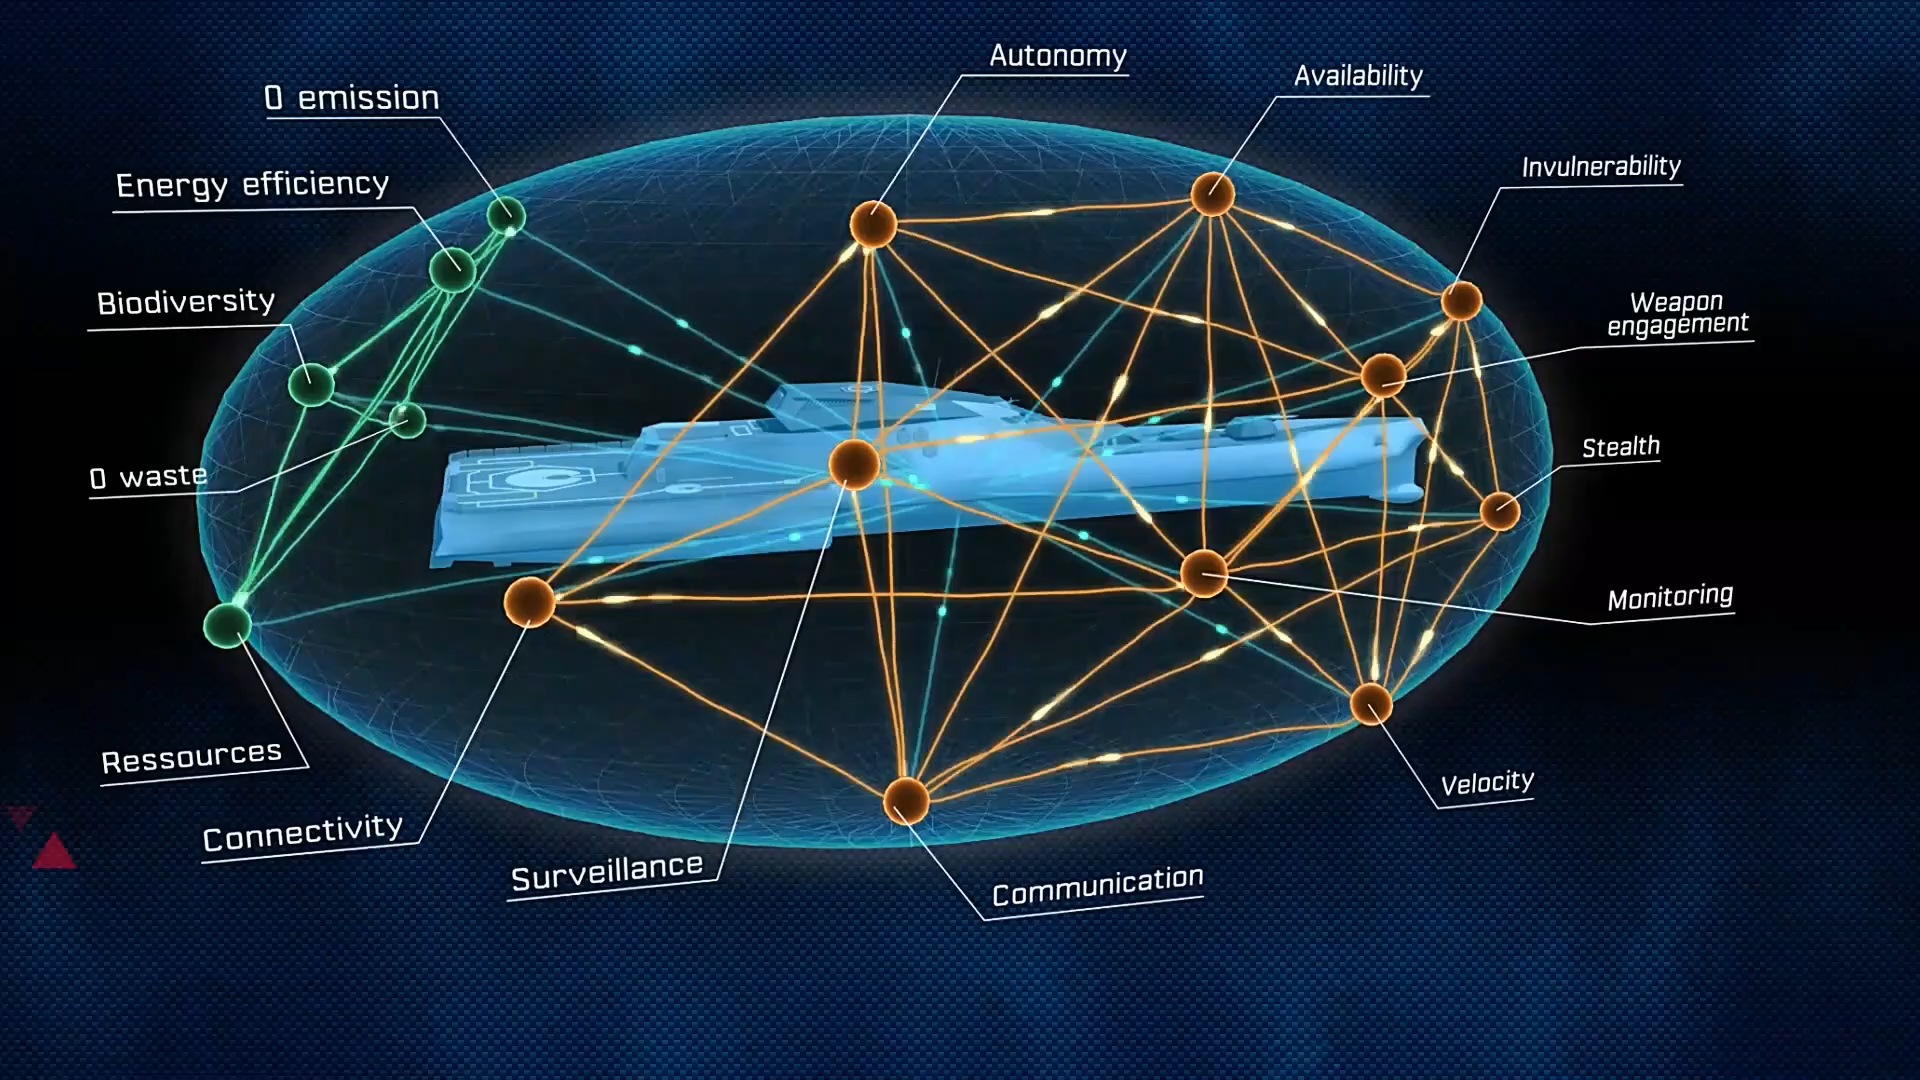 Autonomy
Availability
0 emission
Invulnerability
Energy efficiency
Biodiversity
Weapon
engagement
Stealth
0 waste
Monitoring
Ressources
Velocity
Connectivity
Surveillance
Communication